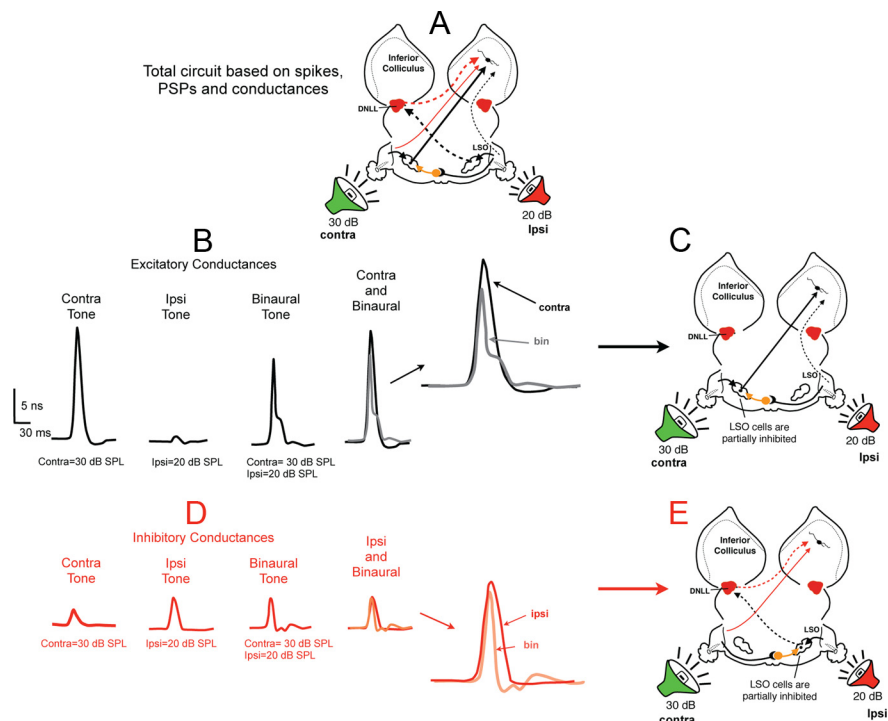 A
Total circuit based on spikes,
PSPs and conductances
Inferior
Colliculus
DNLL
LSO
30 dB
contra
20 dB
Ipsi
B
Excitatory Conductances
Contra
Tone
Ipsi
Tone
Binaural
Tone
Contra
and
Binaural
contra
bin
5 ns
30 ms
Contra=30 dB SPL
Ipsi=20 dB SPL
Contra= 30 dB SPL
Ipsi=20 dB SPL
C
Inferior
Colliculus
DNLL
LSO
LSO cells are
partially inhibited
30 dB
contra
20 dB
Ipsi
D
Inhibitory Conductances
Contra
Tone
Ipsi
Tone
Binaural
Tone
Ipsi
and
Binaural
ipsi
bin
Contra=30 dB SPL
Ipsi=20 dB SPL
Contra= 30 dB SPL
Ipsi=20 dB SPL
E
Inferior
Colliculus
DNLL
LSO
LSO cells are
partially inhibited
30 dB
contra
20 dB
Ipsi